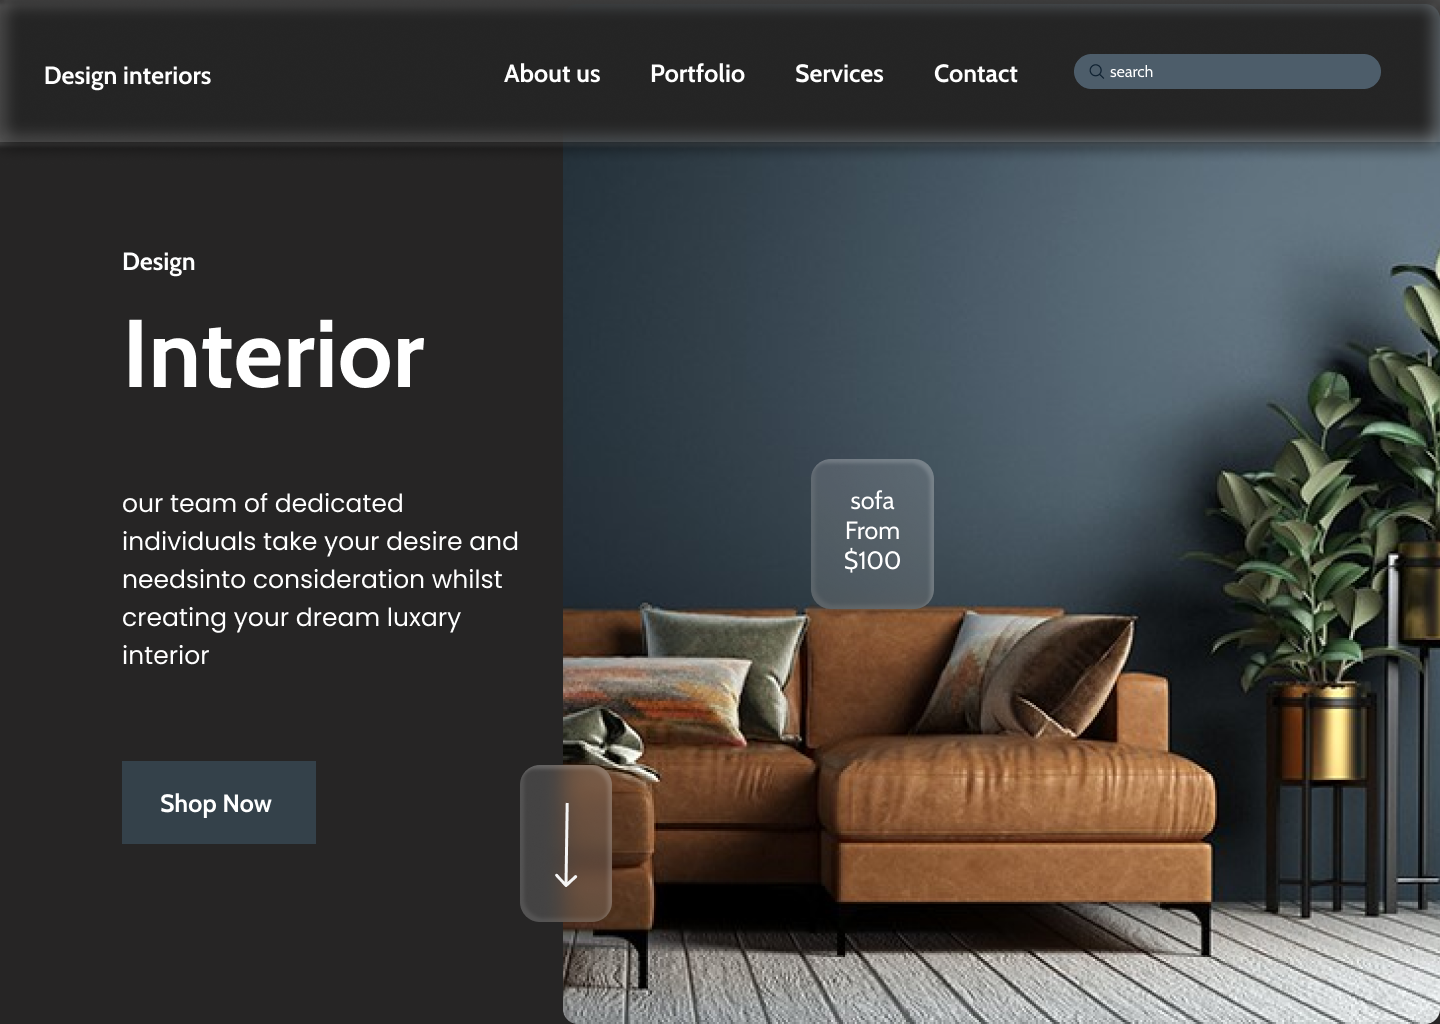 Design interiors
About us
Portfolio
Services
Contact
search
Design
Interior
our team of dedicated
individuals take your desire and
needsinto consideration whilst
creating your dream luxary
interior
sofa
From
$100
Shop Now